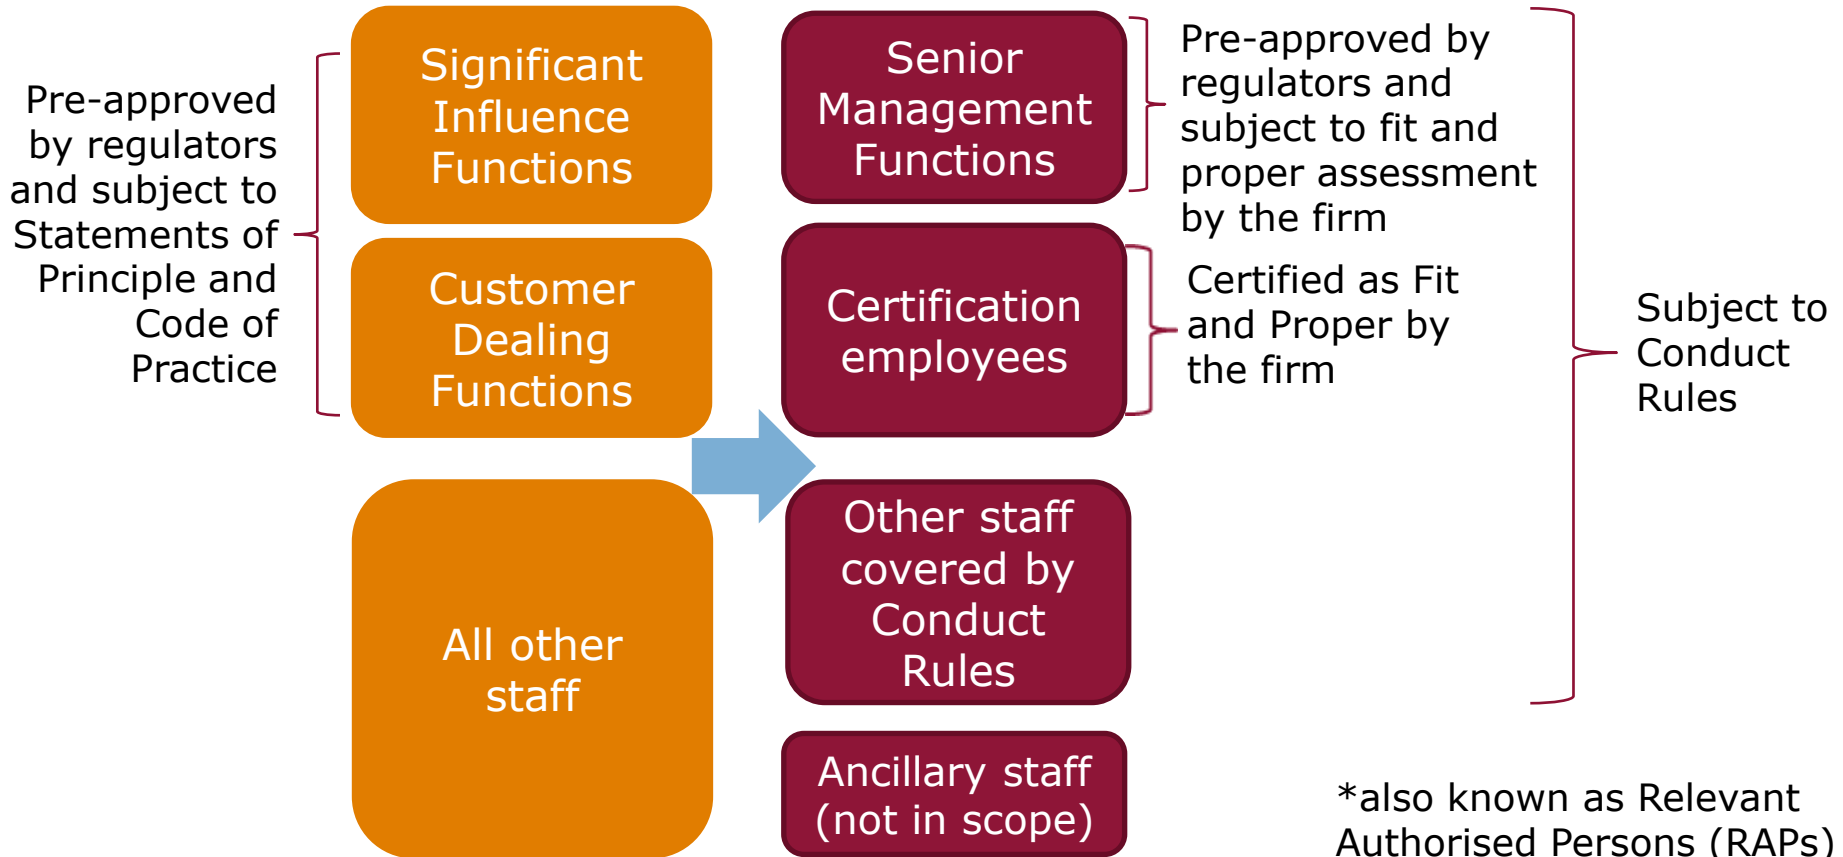 Pre-approved
by regulators
and subject to
Statements of
Principle and
Code of
Practice
Significant
Influence
Functions
Customer
Dealing
Functions
All other
staff
Senior
Management
Functions
Certification
employees
Other staff
covered by
Conduct
Rules
Ancillary staff
(not in scope)
Pre-approved by
regulators and
subject to fit and
proper assessment
by the firm
Certified as Fit
and Proper by
the firm
Subject to
Conduct
Rules
*also known as Relevant
Authorised Persons (RAPs)